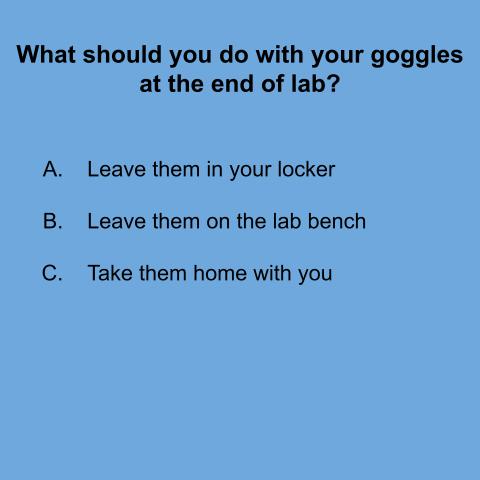 What should you do with your goggles
at the end of lab?
A. Leave them in your locker
B. Leave them on the lab bench
C. Take them home with you